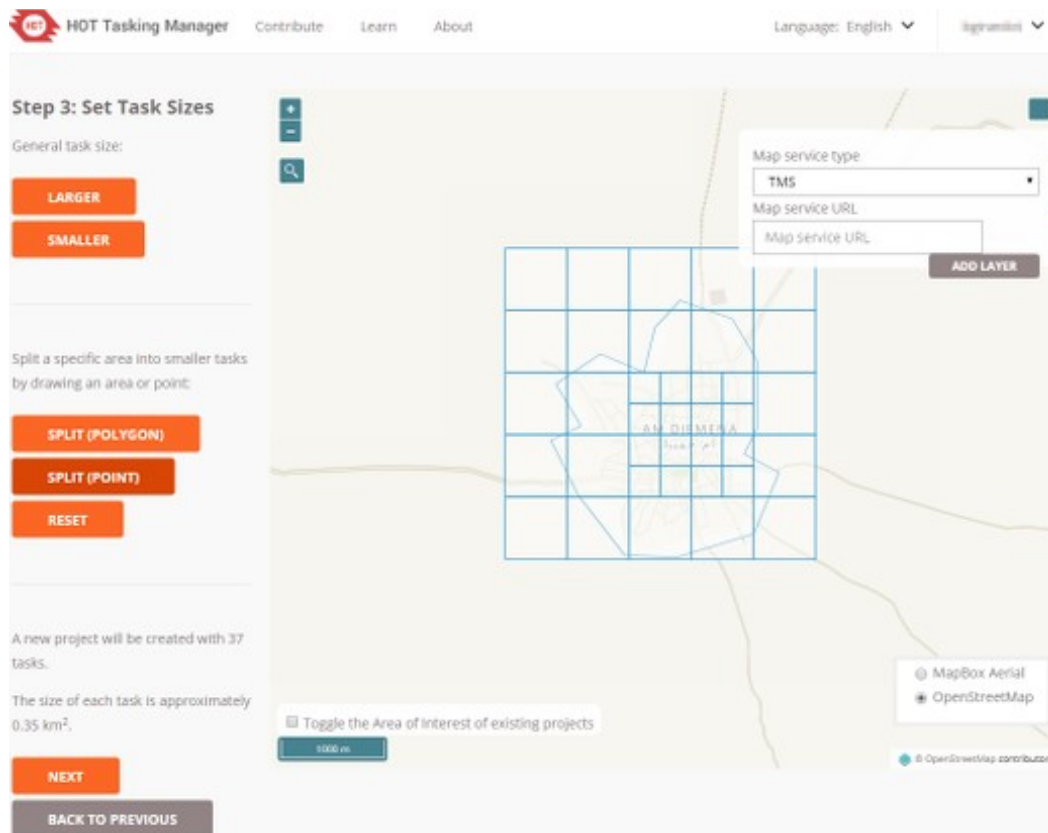 HOT
HOT Tasking Manager
Contribute
Learn
About
Language: English
Step 3: Set Task Sizes
General task size:
LARGER
SMALLER
Split a specific area into smaller tasks
by drawing an area or point:
SPLIT (POLYGON)
SPLIT (POINT)
RESET
A new project will be created with 37
tasks.
The size of each task is approximately
0.35 km².
NEXT
BACK TO PREVIOUS
+
−
Map service type
TMS
Map service URL
Map service URL
ADD LAYER
AM DJEMENA
MapBox Aerial
OpenStreetMap
Toggle the Area of Interest of existing projects
1000 m
© OpenStreetMap contributor